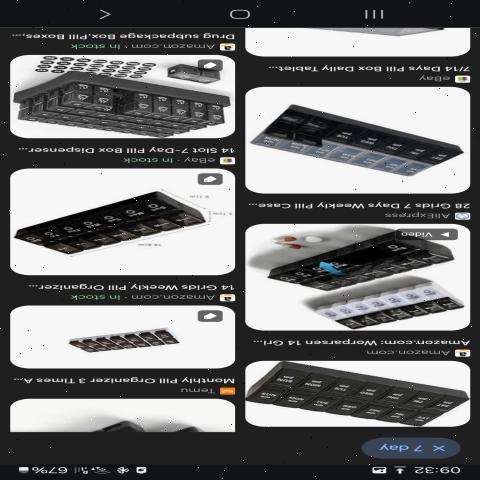 09:32
67%
× 7 day
Amazon.com
Amazon.com: Worparsen 14 Gri...
Video
AliExpress
28 Grids 7 Days Weekly Pill Case...
eBay
7/14 Days Pill Box Daily Tablet...
Temu
Monthly Pill Organizer 3 Times A...
Amazon.com · In stock
14 Grids Weekly Pill Organizer...
eBay · In stock
14 Slot 7-Day Pill Box Dispenser...
Amazon.com · In stock
Drug subpackage Box,Pill Boxes,...